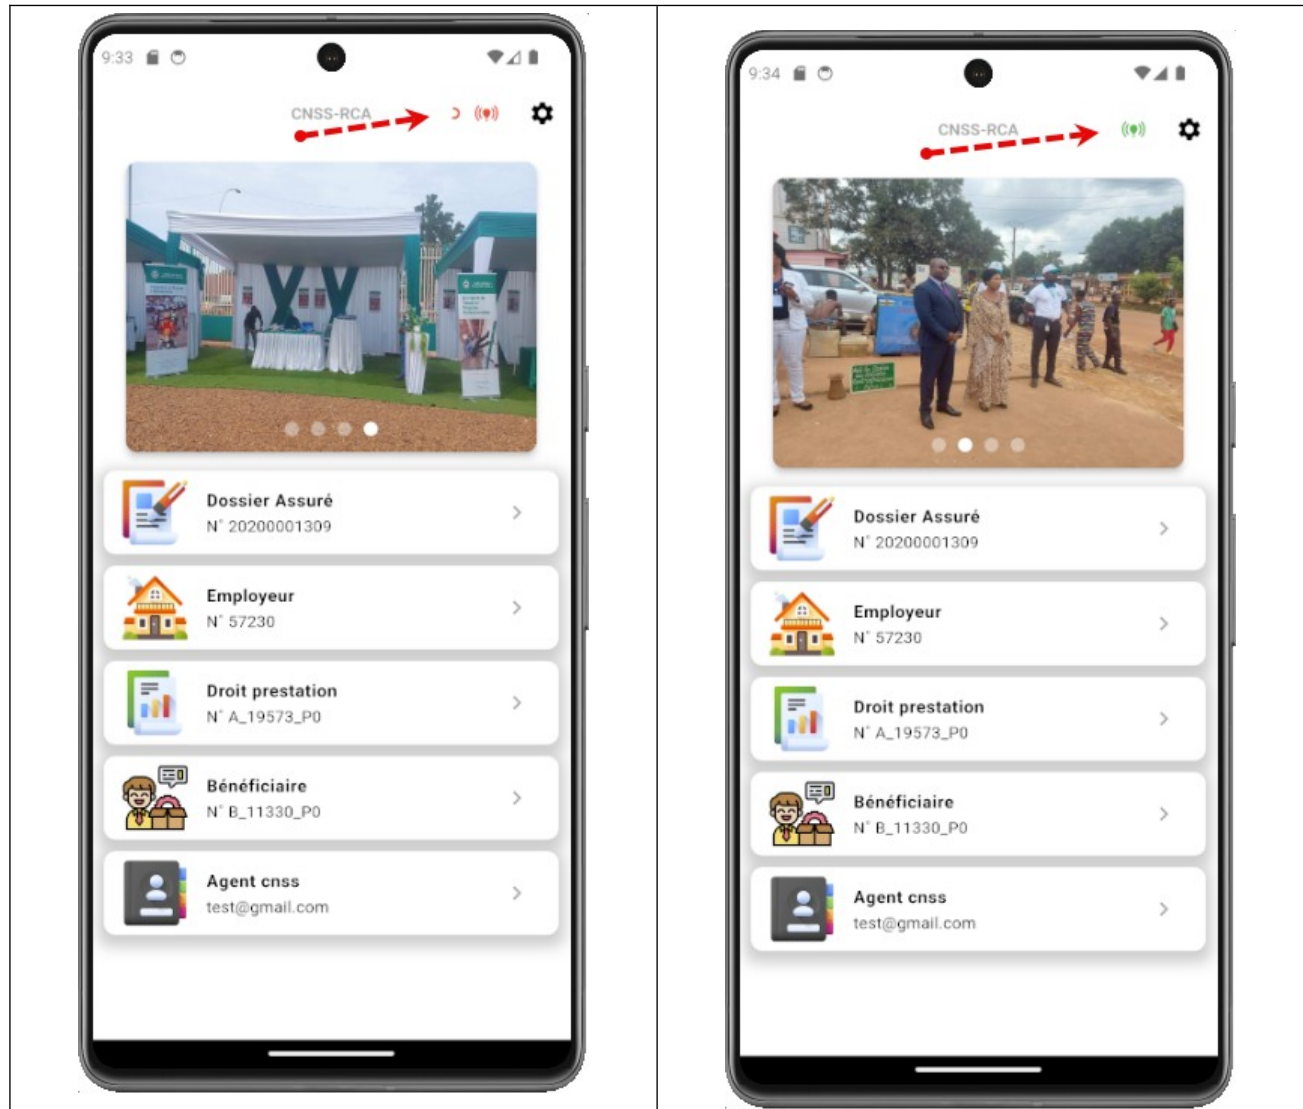 9:33
CNSS-RCA
Dossier Assuré
N° 20200001309
Employeur
N° 57230
Droit prestation
N° A_19573_P0
Bénéficiaire
N° B_11330_P0
Agent cnss
test@gmail.com
9:34
CNSS-RCA
Dossier Assuré
N° 20200001309
Employeur
N° 57230
Droit prestation
N° A_19573_P0
Bénéficiaire
N° B_11330_P0
Agent cnss
test@gmail.com